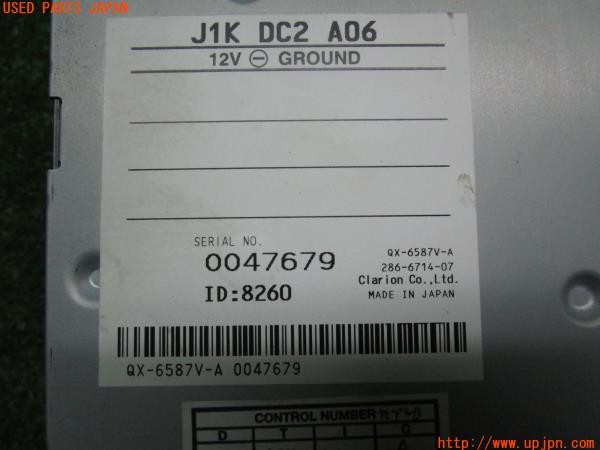 USED PARTS JAPAN
J1K DC2 A06
12V ⊖ GROUND
SERIAL NO. 0047679
QX-6587V-A
286-6714-07
Clarion Co.,Ltd.
MADE IN JAPAN
ID:8260
QX-6587V-A 0047679
CONTROL NUMBER
D T I C
http://www.upjpn.com/